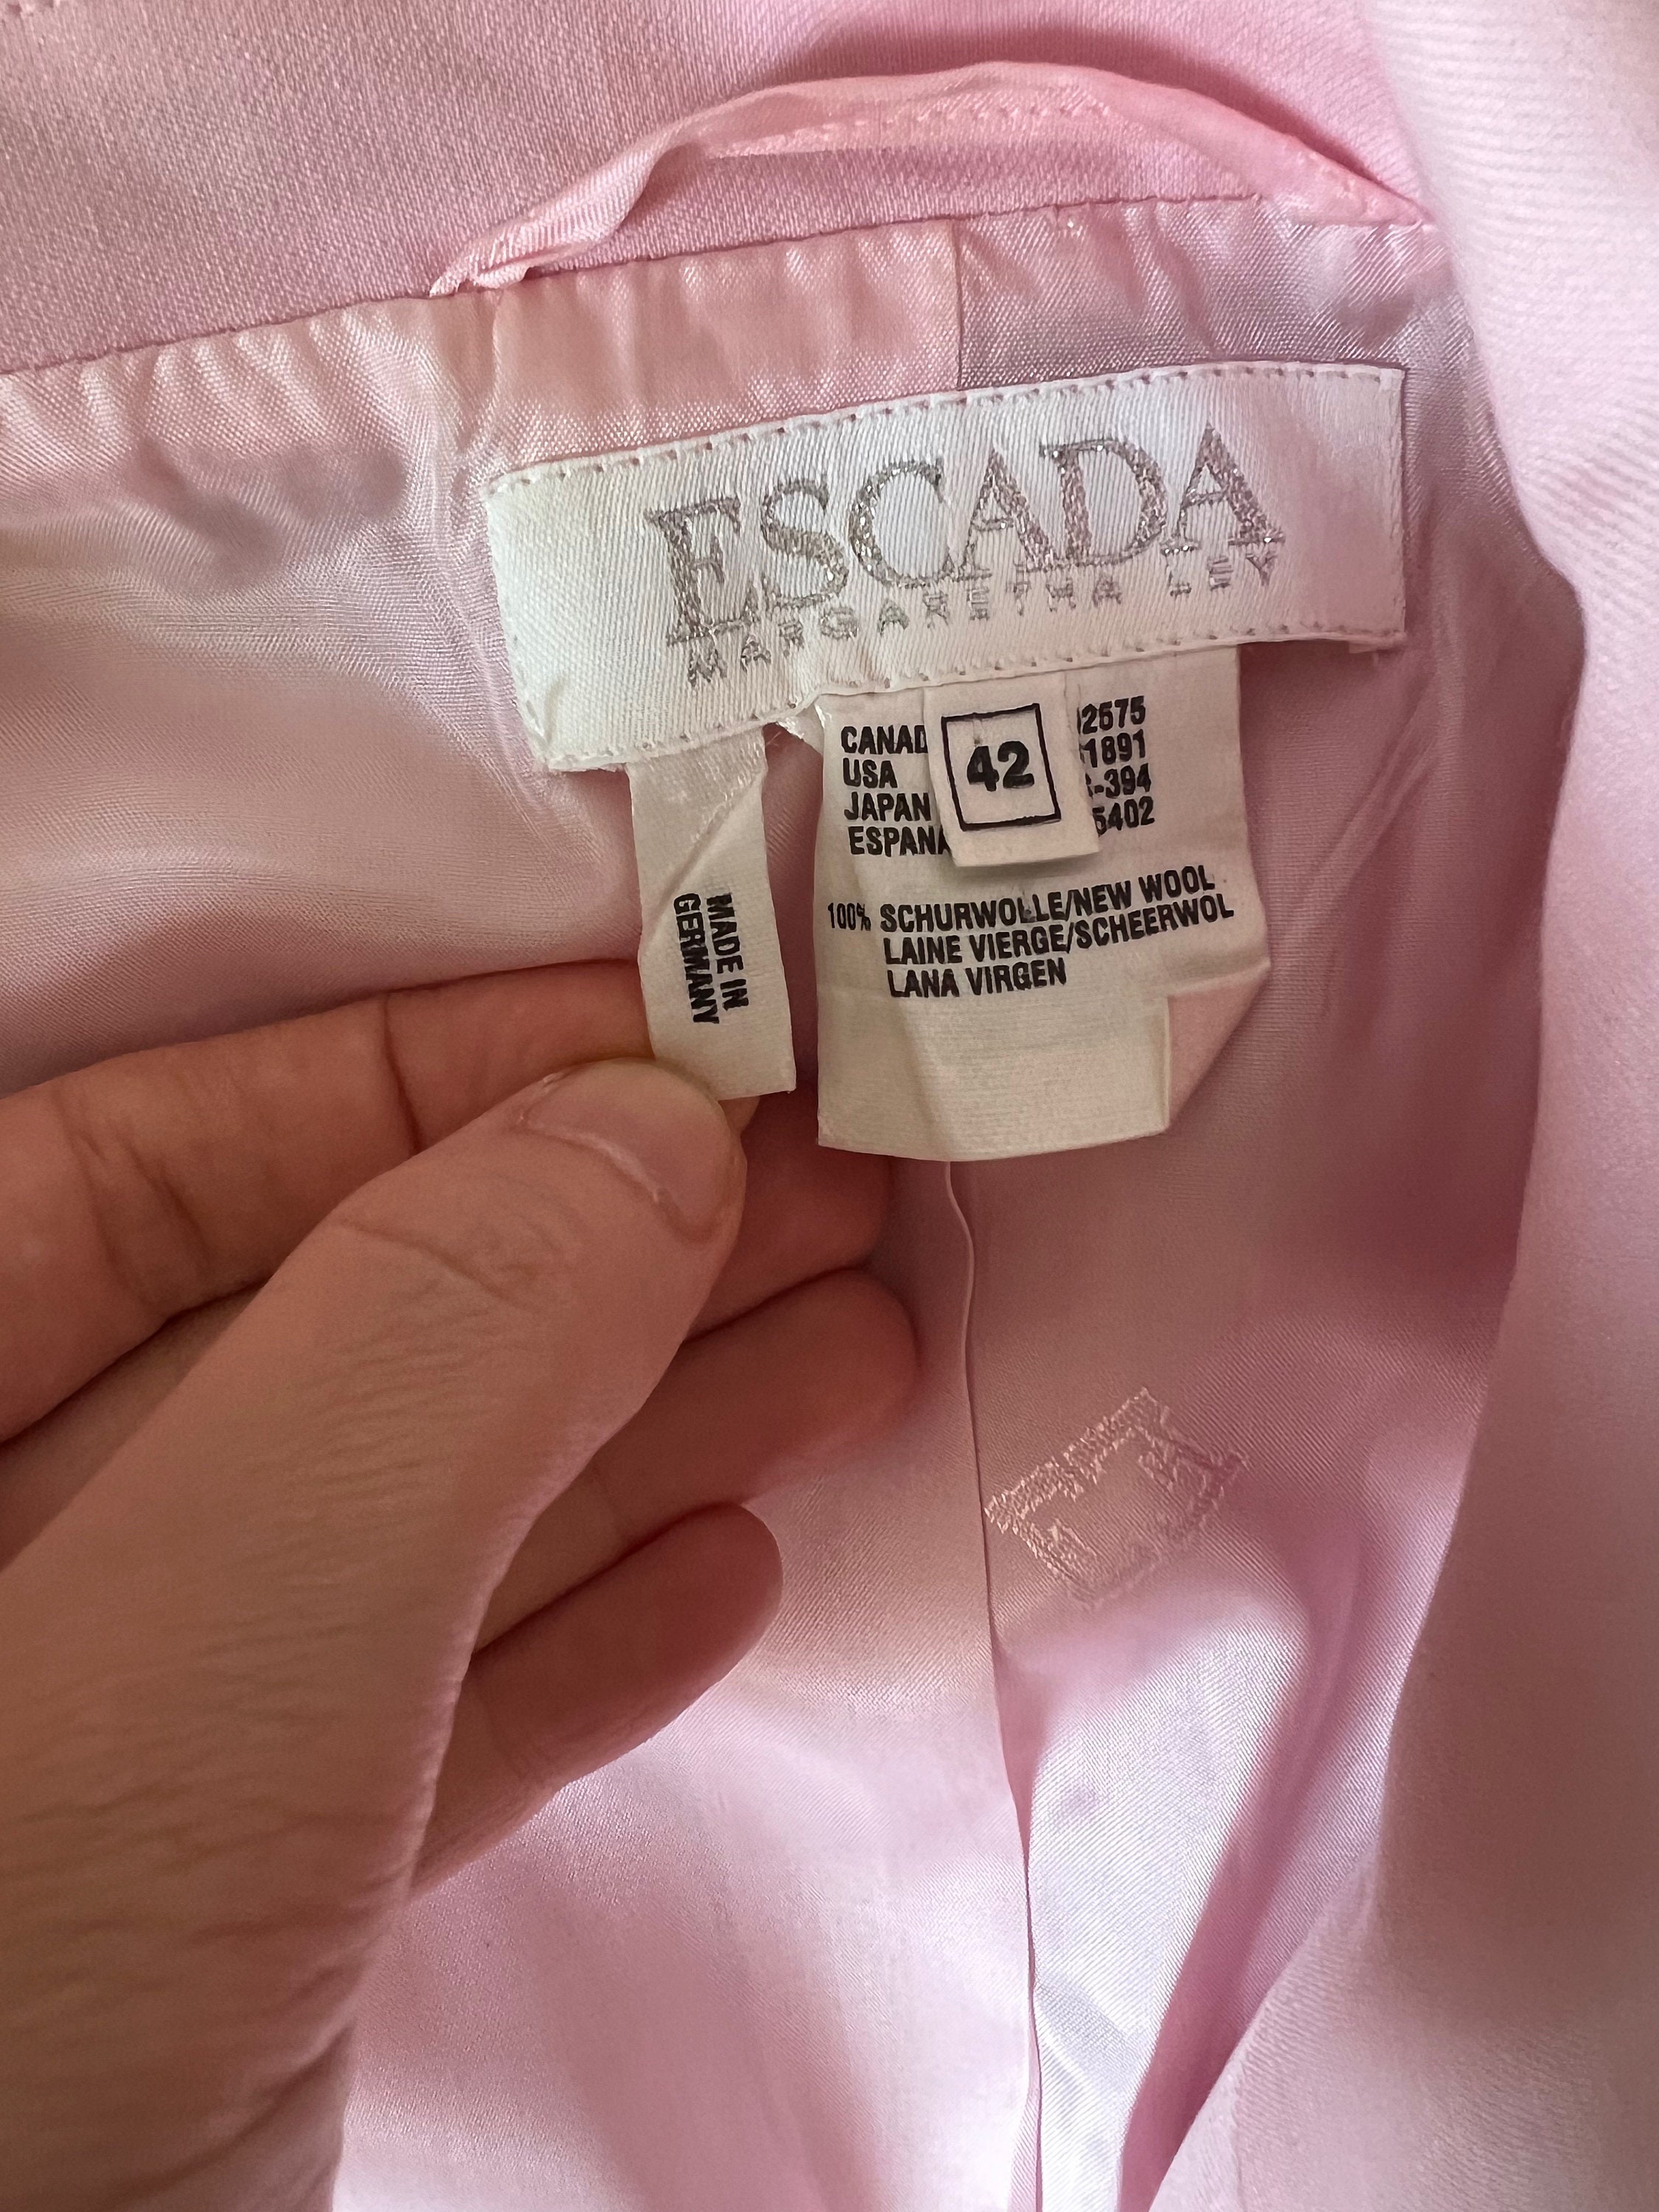 ESCADA
MARGARETHA LEY
42
CANAD 2575
USA 1891
JAPAN -394
ESPANA 5402
100% SCHURWOLLE/NEW WOOL
LAINE VIERGE/SCHEERWOL
LANA VIRGEN
MADE IN
GERMANY
E